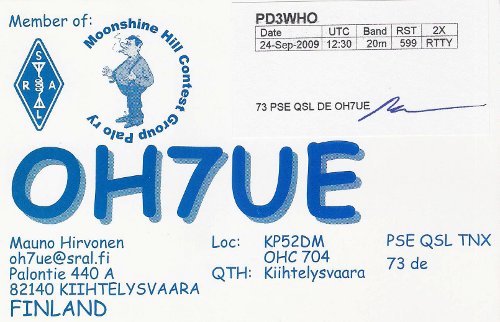 Member of:
S
R A
L
Moonshine Hill Contest Group Palo ry
PD3WHO
Date UTC Band RST 2X
24-Sep-2009 12:30 20m 599 RTTY
73 PSE QSL DE OH7UE
OH7UE
Mauno Hirvonen
oh7ue@sral.fi
Palontie 440 A
82140 KIIHTELYSVAARA
FINLAND
Loc: KP52DM
OHC 704
QTH: Kiihtelysvaara
PSE QSL TNX
73 de